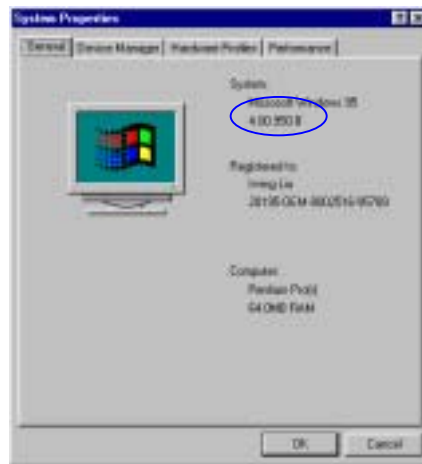 System Properties
General Device Manager Hardware Profiles Performance
System:
Microsoft Windows 95
4.00.950 B
Registered to:
Liu
Computer:
Pentium Pro(r)
64.0MB RAM
OK Cancel